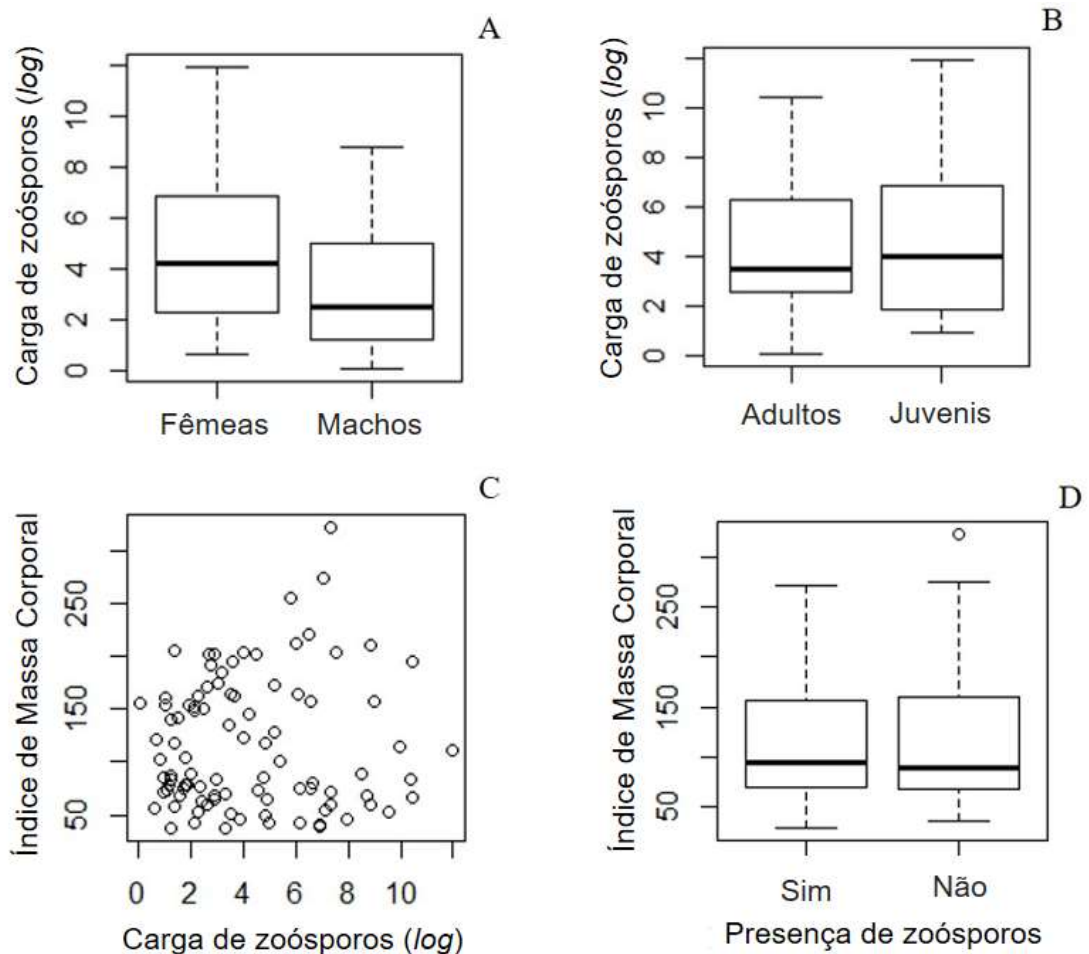 A
Carga de zoósporos (log)
0 2 4 6 8 10
Fêmeas Machos
B
Carga de zoósporos (log)
0 2 4 6 8 10
Adultos Juvenis
C
Índice de Massa Corporal
50 150 250
0 2 4 6 8 10
Carga de zoósporos (log)
D
Índice de Massa Corporal
50 150 250
Sim Não
Presença de zoósporos